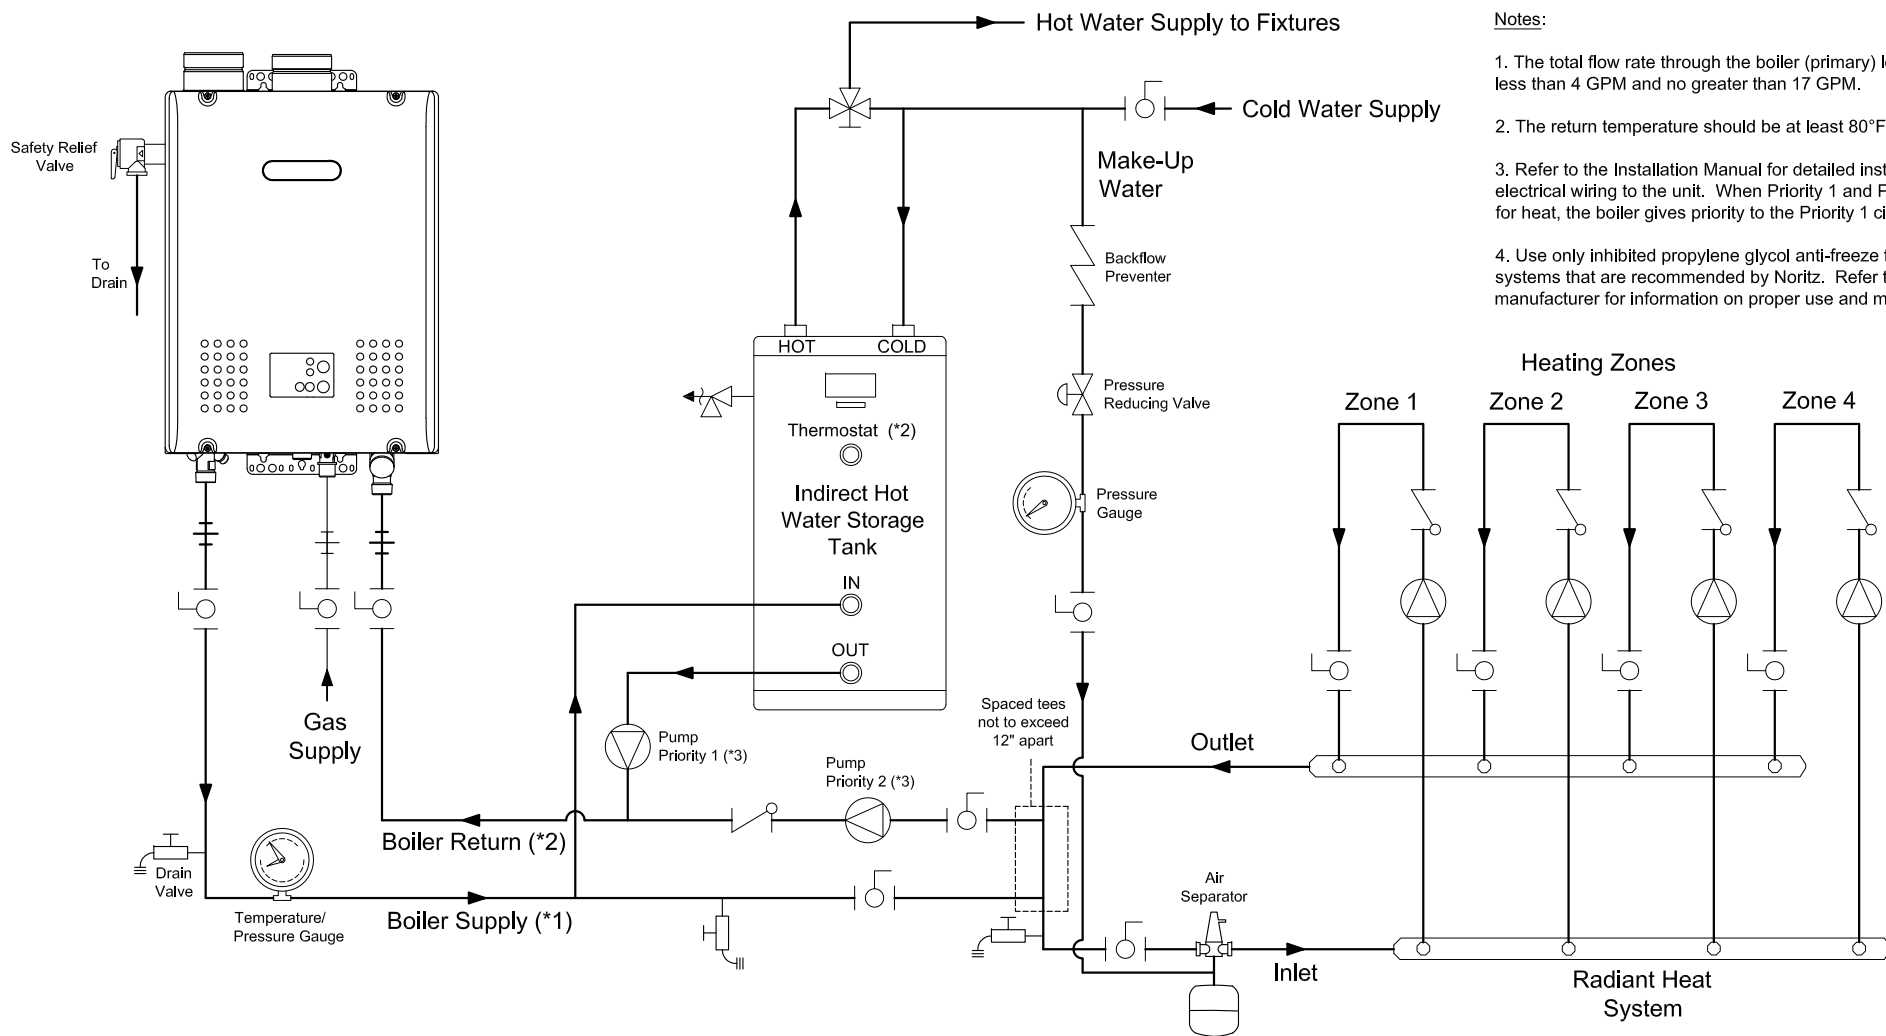 Hot Water Supply to Fixtures
Cold Water Supply
Notes:
1. The total flow rate through the boiler (primary)
less than 4 GPM and no greater than 17 GPM.
2. The return temperature should be at least 80°F
3. Refer to the Installation Manual for detailed
electrical wiring to the unit. When Priority 1 and
for heat, the boiler gives priority to the Priority 1
4. Use only inhibited propylene glycol anti-freeze
systems that are recommended by Noritz. Refer
manufacturer for information on proper use and
Safety Relief
Valve
To
Drain
Make-Up
Water
Backflow
Preventer
Pressure
Reducing Valve
Pressure
Gauge
HOT
COLD
Thermostat (*2)
Indirect Hot
Water Storage
Tank
IN
OUT
Heating Zones
Zone 1
Zone 2
Zone 3
Zone 4
Gas
Supply
Pump
Priority 1 (*3)
Pump
Priority 2 (*3)
Spaced tees
not to exceed
12" apart
Outlet
Boiler Return (*2)
Drain
Valve
Temperature/
Pressure Gauge
Boiler Supply (*1)
Air
Separator
Inlet
Radiant Heat
System